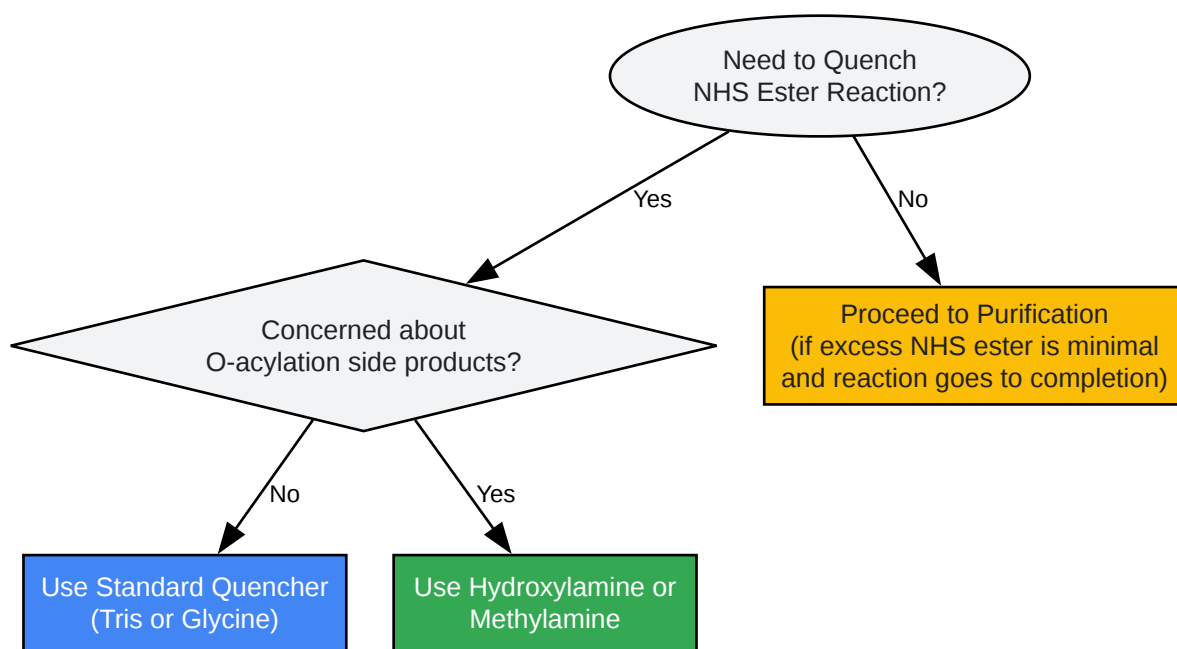 Need to Quench
NHS Ester Reaction?
Yes
No
Concerned about
O-acylation side products?
Proceed to Purification
(if excess NHS ester is minimal
and reaction goes to completion)
No
Yes
Use Standard Quencher
(Tris or Glycine)
Use Hydroxylamine or
Methylamine